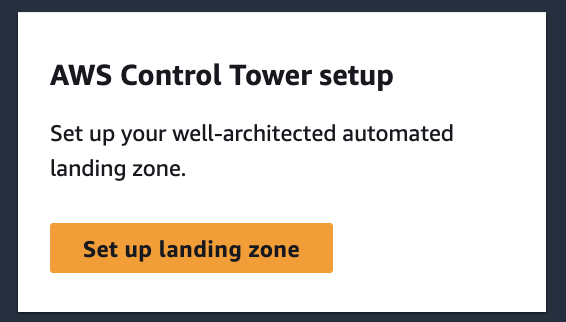 AWS Control Tower setup
Set up your well-architected automated
landing zone.
Set up landing zone